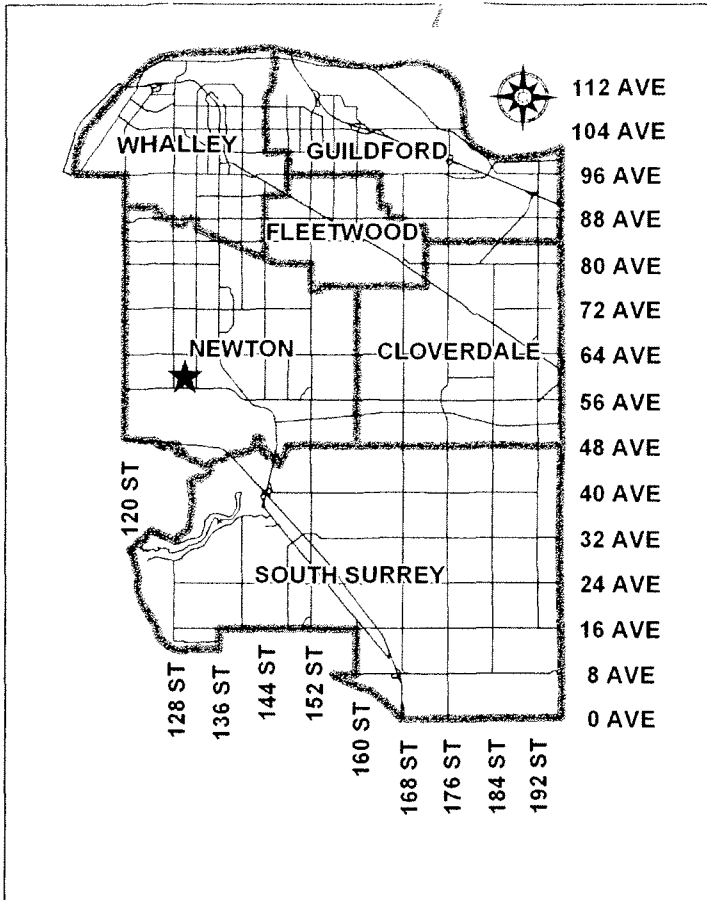 112 AVE
104 AVE
WHALLEY
GUILDFORD
96 AVE
88 AVE
FLEETWOOD
80 AVE
72 AVE
NEWTON
CLOVERDALE
64 AVE
56 AVE
48 AVE
120 ST
40 AVE
32 AVE
SOUTH SURREY
24 AVE
16 AVE
8 AVE
0 AVE
128 ST
136 ST
144 ST
152 ST
160 ST
168 ST
176 ST
184 ST
192 ST